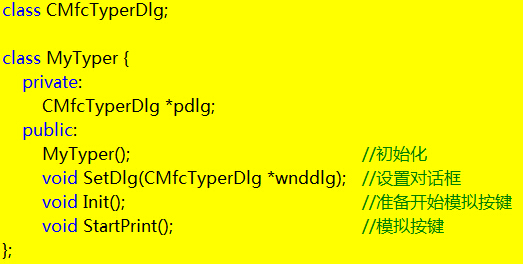 class CMfcTyperDlg;
class MyTyper {
private:
CMfcTyperDlg *pdlg;
public:
MyTyper(); //初始化
void SetDlg(CMfcTyperDlg *wnddlg); //设置对话框
void Init(); //准备开始模拟按键
void StartPrint(); //模拟按键
};